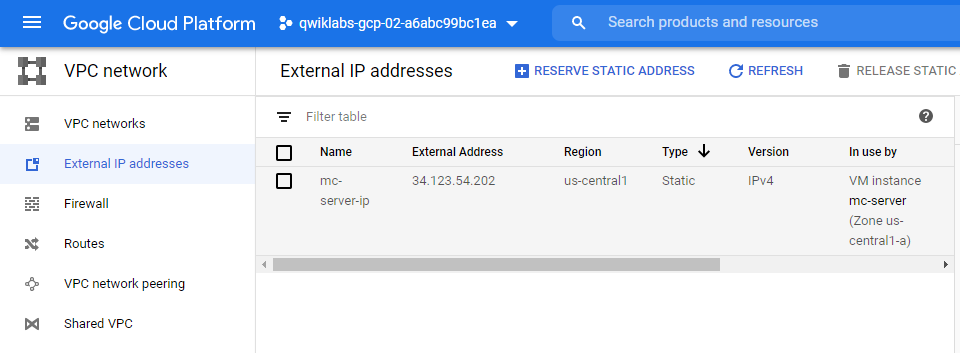 Google Cloud Platform qwiklabs-gcp-02-a6abc99bc1ea Search products and resources
VPC network
VPC networks
External IP addresses
Firewall
Routes
VPC network peering
Shared VPC
External IP addresses RESERVE STATIC ADDRESS REFRESH RELEASE STATIC
Filter table
Name External Address Region Type Version In use by
mc- 34.123.54.202 us-central1 Static IPv4 VM instance
server-ip mc-server
(Zone us-
central1-a)